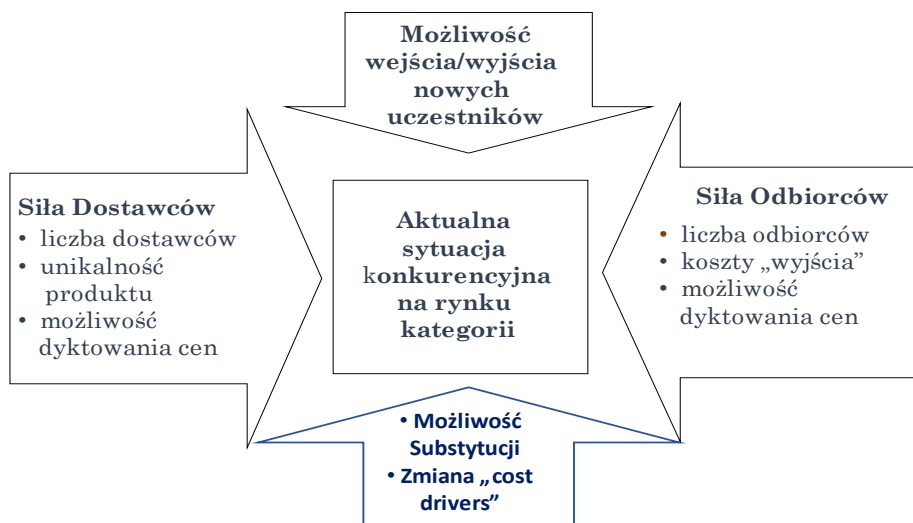 Możliwość
wejścia/wyjścia
nowych
uczestników
Siła Dostawców
• liczba dostawców
• unikalność
produktu
• możliwość
dyktowania cen
Aktualna
sytuacja
konkurencyjna
na rynku
kategorii
Siła Odbiorców
• liczba odbiorców
• koszty „wyjścia”
• możliwość
dyktowania cen
• Możliwość
Substytucji
• Zmiana „cost
drivers”